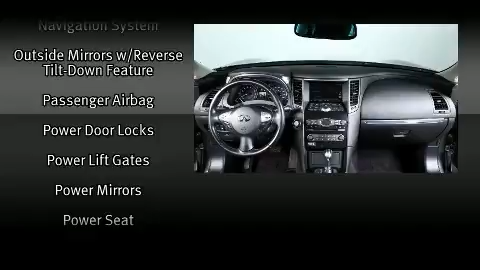 Navigation System
Outside Mirrors w/Reverse
Tilt-Down Feature
Passenger Airbag
Power Door Locks
Power Lift Gates
Power Mirrors
Power Seat